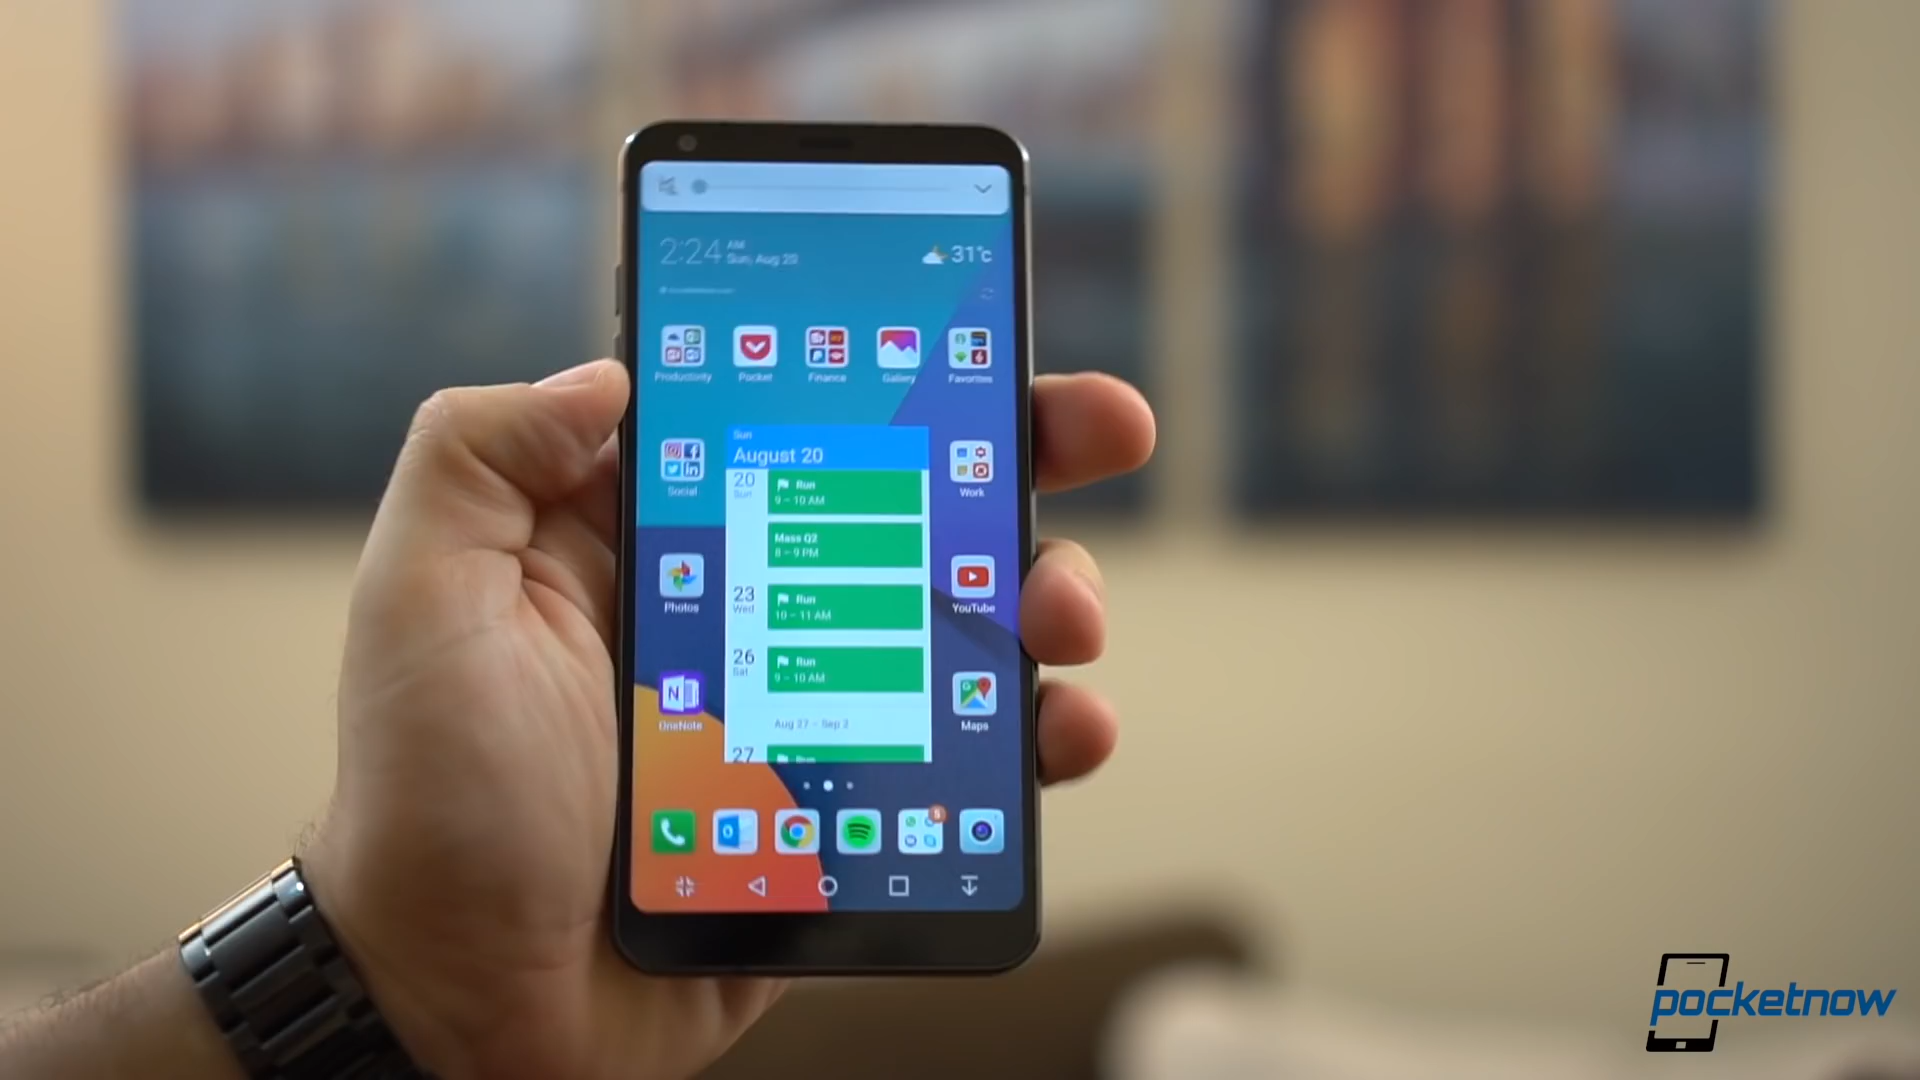 2:24 AM
Sun, Aug 20
31°c
Productivity
Pocket
Finance
Gallery
Favorites
Sun
August 20
20
Sun
Run
9 – 10 AM
Mass Q2
8 – 9 PM
23
Wed
Run
10 – 11 AM
26
Sat
Run
9 – 10 AM
Aug 27 – Sep 2
27
Run
Social
Work
Photos
YouTube
OneNote
Maps
5
pocketnow